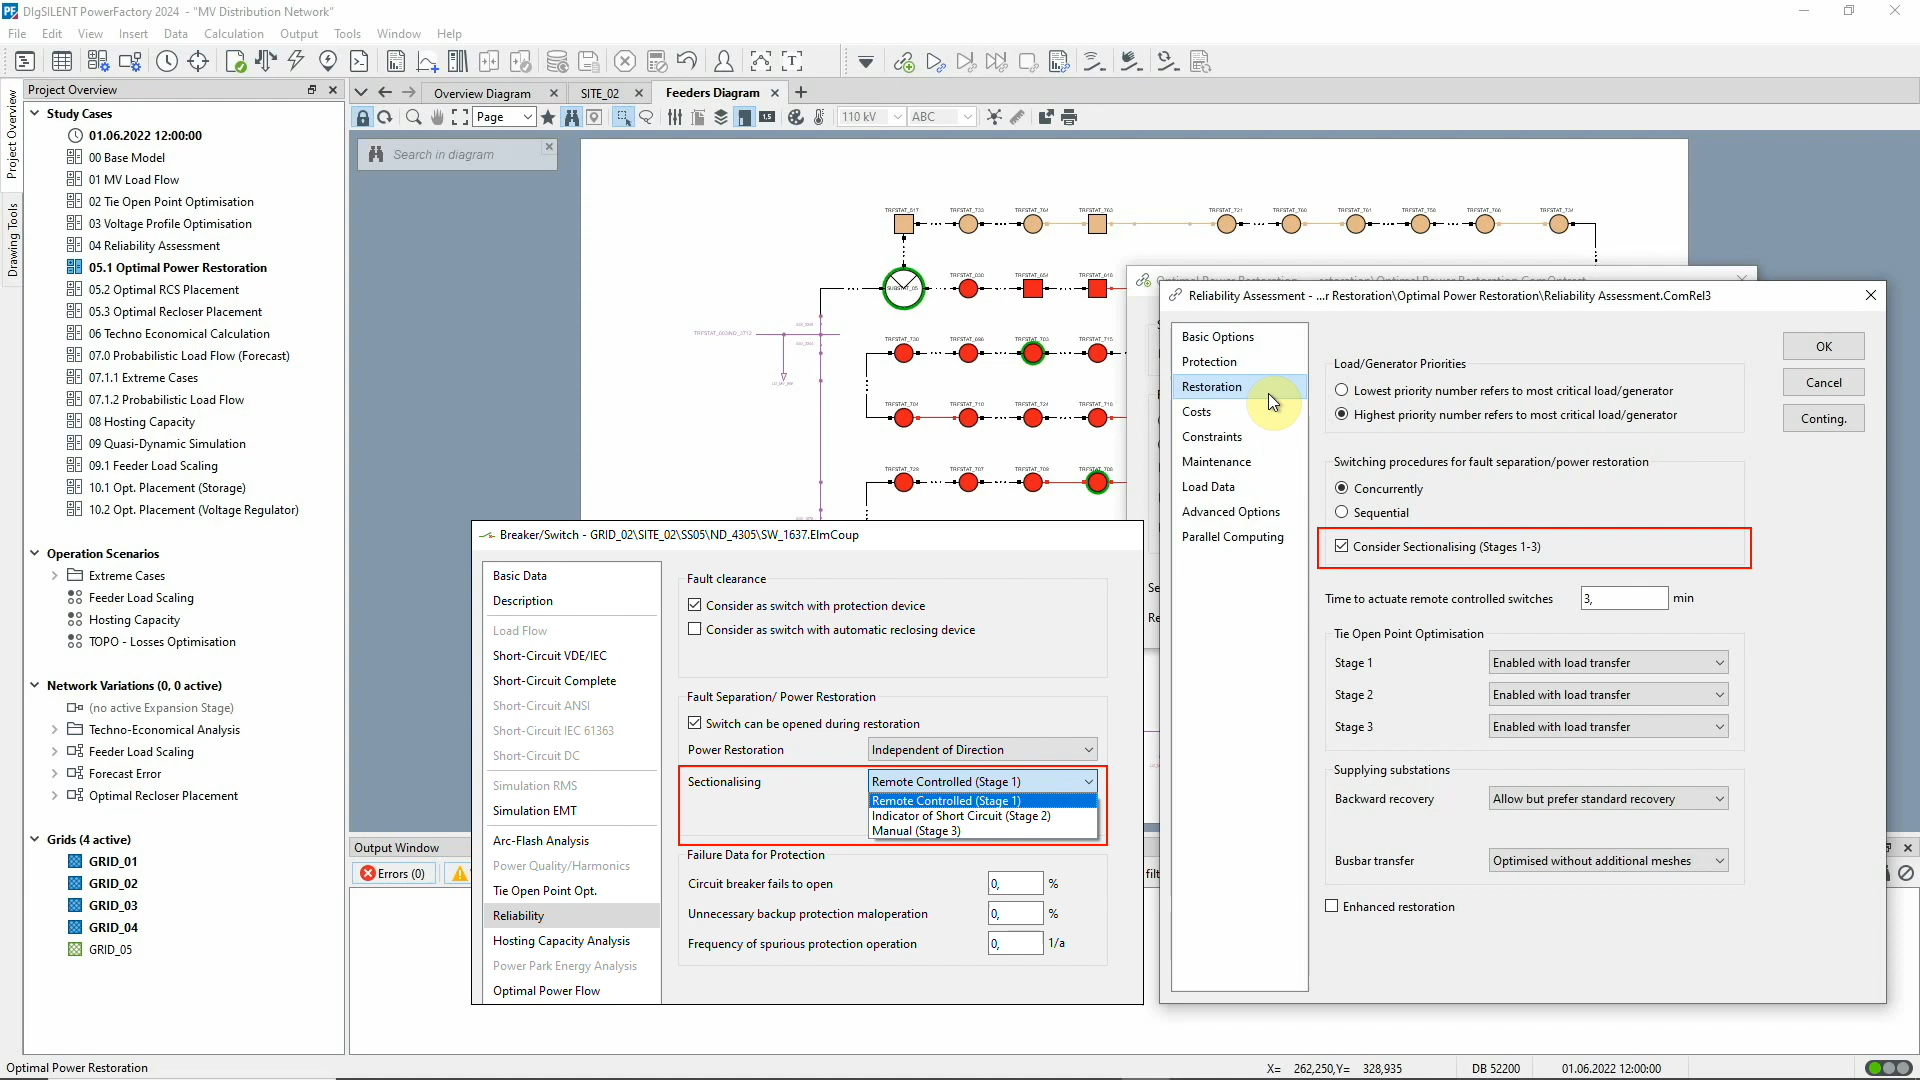 DIgSILENT PowerFactory 2024 - "MV Distribution Network"
File Edit View Insert Data Calculation Output Tools Window Help
Project Overview
Overview Diagram
SITE_02
Feeders Diagram
Page
110 kV
ABC
Project Overview
Drawing Tools
Study Cases
01.06.2022 12:00:00
00 Base Model
01 MV Load Flow
02 Tie Open Point Optimisation
03 Voltage Profile Optimisation
04 Reliability Assessment
05.1 Optimal Power Restoration
05.2 Optimal RCS Placement
05.3 Optimal Recloser Placement
06 Techno Economical Calculation
07.0 Probabilistic Load Flow (Forecast)
07.1.1 Extreme Cases
07.1.2 Probabilistic Load Flow
08 Hosting Capacity
09 Quasi-Dynamic Simulation
09.1 Feeder Load Scaling
10.1 Opt. Placement (Storage)
10.2 Opt. Placement (Voltage Regulator)
Operation Scenarios
Extreme Cases
Feeder Load Scaling
Hosting Capacity
TOPO - Losses Optimisation
Network Variations (0, 0 active)
(no active Expansion Stage)
Techno-Economical Analysis
Feeder Load Scaling
Forecast Error
Optimal Recloser Placement
Grids (4 active)
GRID_01
GRID_02
GRID_03
GRID_04
GRID_05
Search in diagram
TRFSTAT_517 TRFSTAT_733 TRFSTAT_764 TRFSTAT_763 TRFSTAT_721 TRFSTAT_760 TRFSTAT_761 TRFSTAT_758 TRFSTAT_766 TRFSTAT_734
SUBSTAT_05
Output Window
Errors (0)
Breaker/Switch - GRID_02\SITE_02\SS05\ND_4305\SW_1637.ElmCoup
Basic Data
Description
Load Flow
Short-Circuit VDE/IEC
Short-Circuit Complete
Short-Circuit ANSI
Short-Circuit IEC 61363
Short-Circuit DC
Simulation RMS
Simulation EMT
Arc-Flash Analysis
Power Quality/Harmonics
Tie Open Point Opt.
Reliability
Hosting Capacity Analysis
Power Park Energy Analysis
Optimal Power Flow
Fault clearance
Consider as switch with protection device
Consider as switch with automatic reclosing device
Fault Separation/ Power Restoration
Switch can be opened during restoration
Power Restoration Independent of Direction
Sectionalising Remote Controlled (Stage 1)
Remote Controlled (Stage 1)
Indicator of Short Circuit (Stage 2)
Manual (Stage 3)
Failure Data for Protection
Circuit breaker fails to open 0, %
Unnecessary backup protection maloperation 0, %
Frequency of spurious protection operation 0, 1/a
Reliability Assessment - ...r Restoration\Optimal Power Restoration\Reliability Assessment.ComRel3
Basic Options
Protection
Restoration
Costs
Constraints
Maintenance
Load Data
Advanced Options
Parallel Computing
Load/Generator Priorities
Lowest priority number refers to most critical load/generator
Highest priority number refers to most critical load/generator
Switching procedures for fault separation/power restoration
Concurrently
Sequential
Consider Sectionalising (Stages 1-3)
Time to actuate remote controlled switches 3, min
Tie Open Point Optimisation
Stage 1 Enabled with load transfer
Stage 2 Enabled with load transfer
Stage 3 Enabled with load transfer
Supplying substations
Backward recovery Allow but prefer standard recovery
Busbar transfer Optimised without additional meshes
Enhanced restoration
OK
Cancel
Conting.
Optimal Power Restoration
X= 262,250,Y= 328,935
DB 52200
01.06.2022 12:00:00